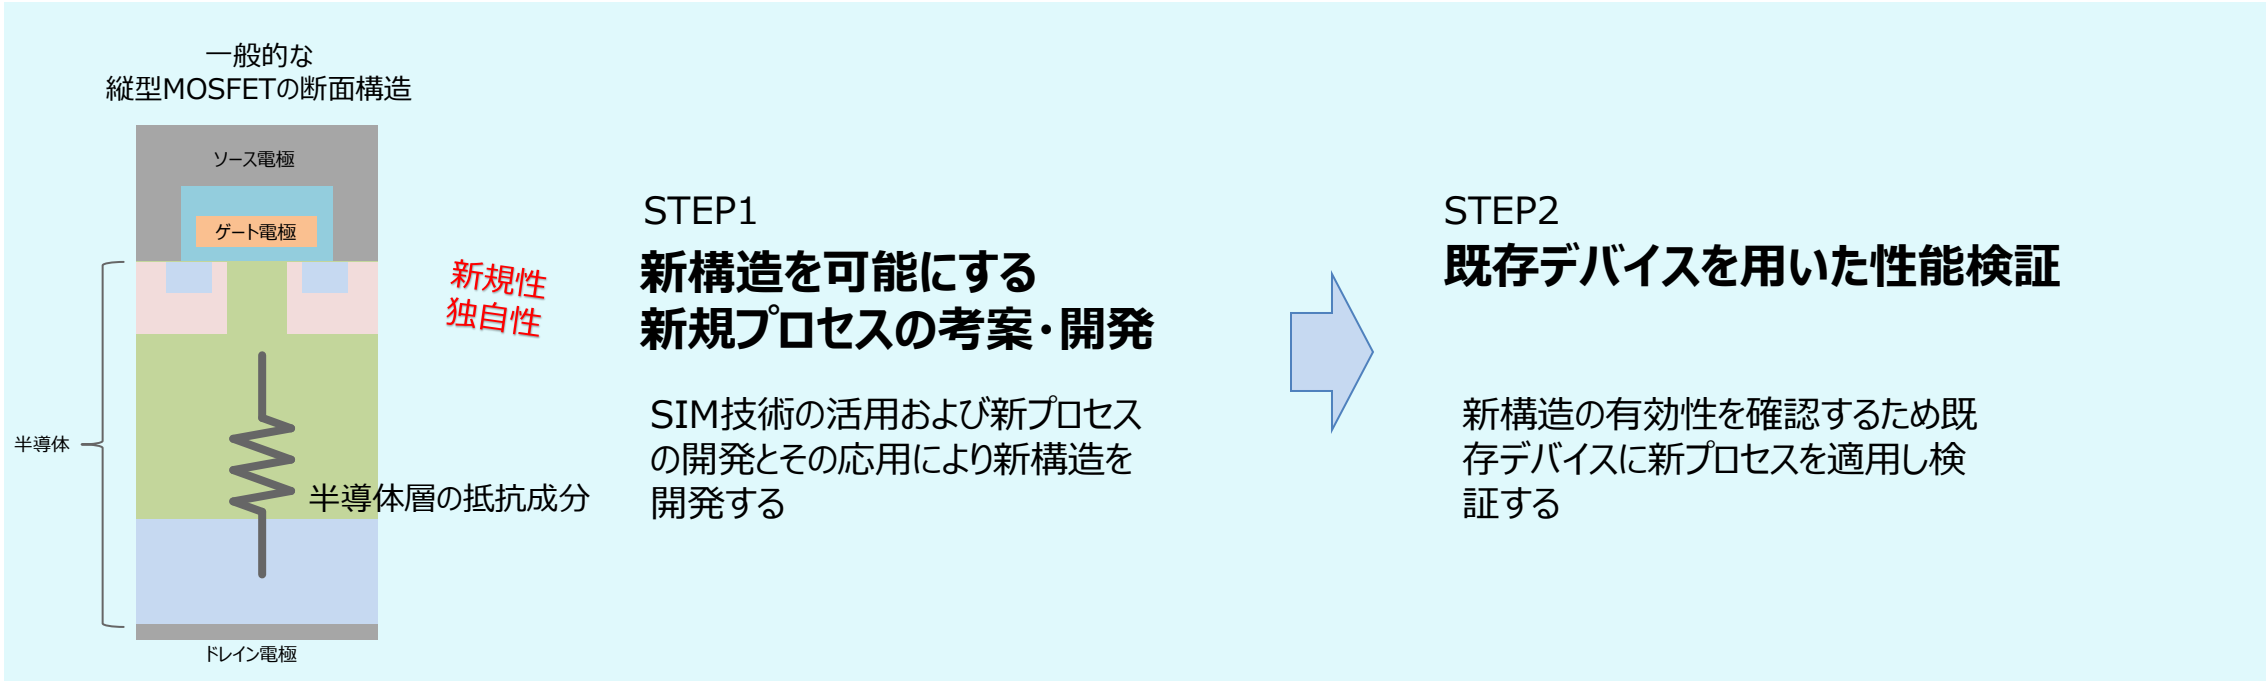 一般的な
縦型MOSFETの断面構造
ソース電極
ゲート電極
半導体
半導体層の抵抗成分
ドレイン電極
新規性
独自性
STEP1
新構造を可能にする
新規プロセスの考案・開発
SIM技術の活用および新プロセス
の開発とその応用により新構造を
開発する
STEP2
既存デバイスを用いた性能検証
新構造の有効性を確認するため既
存デバイスに新プロセスを適用し検
証する